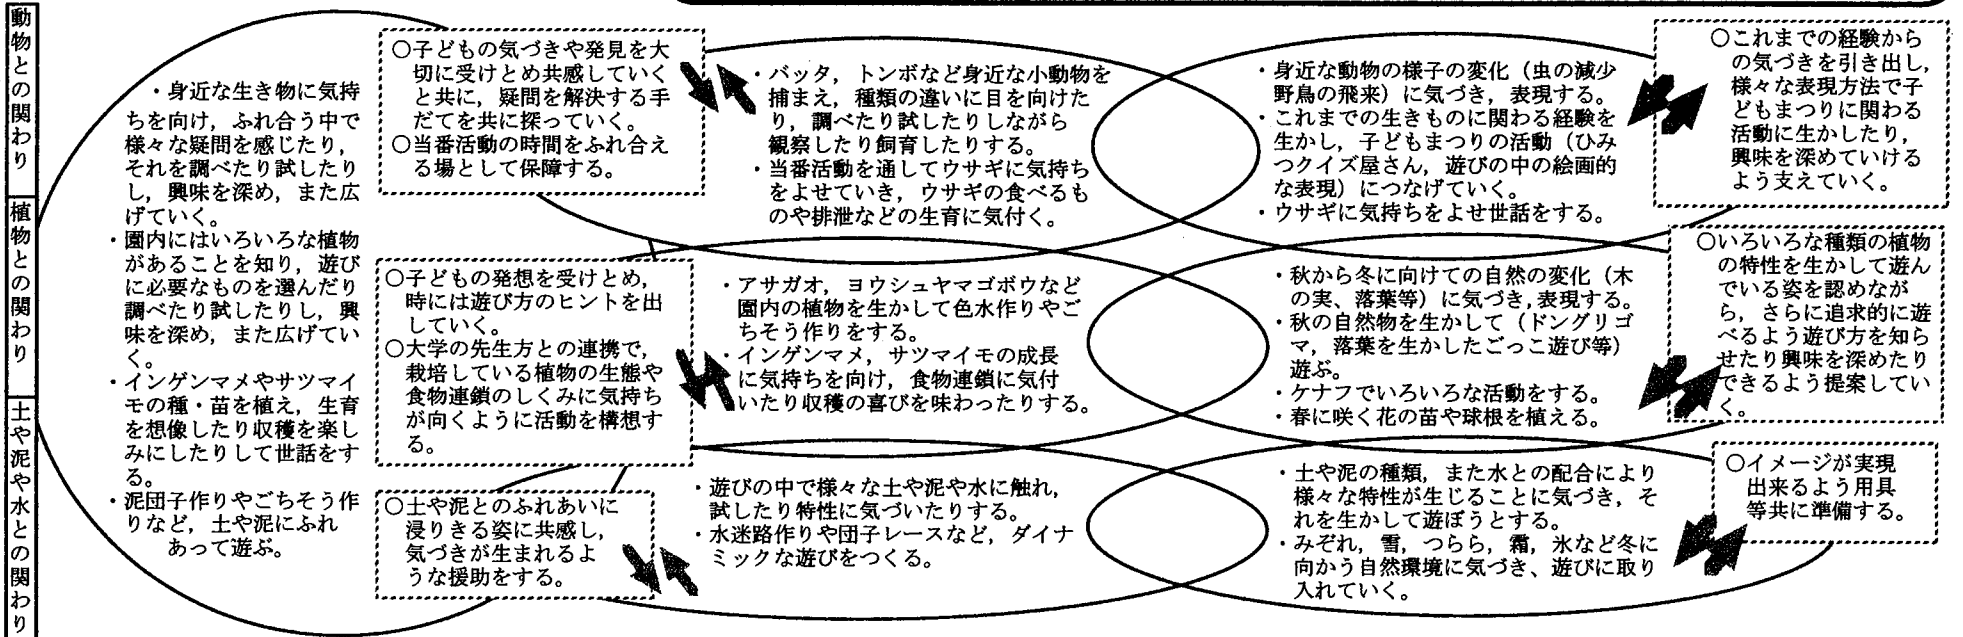 動物との関わり
植物との関わり
土や泥や水との関わり
・身近な生き物に気持
ちを向け，ふれ合う中で
様々な疑問を感じたり，
それを調べたり試したり
し，興味を深め，また広
げていく。
・園内にはいろいろな植物
があることを知り，遊び
に必要なものを選んだり
調べたり試したりし，興
味を深め，また広げてい
く。
・インゲンマメやサツマイ
モの種・苗を植え，生育
を想像したり収穫を楽し
みにしたりして世話をす
る。
・泥団子作りやごちそう作
りなど，土や泥にふれ
あって遊ぶ。
○子どもの気づきや発見を大
切に受けとめ共感していく
と共に，疑問を解決する手
だてを共に探っていく。
○当番活動の時間をふれ合え
る場として保障する。
・バッタ，トンボなど身近な小動物を
捕まえ，種類の違いに目を向けた
り，調べたり試したりしながら
観察したり飼育したりする。
・当番活動を通してウサギに気持ち
をよせていき，ウサギの食べるも
のや排泄などの生育に気付く。
・身近な動物の様子の変化（虫の減少
野鳥の飛来）に気づき，表現する。
・これまでの生きものに関わる経験を
生かし，子どもまつりの活動（ひみ
つクイズ屋さん，遊びの中の絵画的
な表現）につなげていく。
・ウサギに気持ちをよせ世話をする。
○これまでの経験から
の気づきを引き出し，
様々な表現方法で子
どもまつりに関わる
活動に生かしたり，
興味を深めていける
よう支えていく。
○子どもの発想を受けとめ，
時には遊び方のヒントを出
していく。
○大学の先生方との連携で，
栽培している植物の生態や
食物連鎖のしくみに気持ち
が向くように活動を構想す
る。
・アサガオ，ヨウシュヤマゴボウなど
園内の植物を生かして色水作りやご
ちそう作りをする。
・インゲンマメ，サツマイモの成長
に気持ちを向け，食物連鎖に気付
いたり収穫の喜びを味わったりする。
・秋から冬に向けての自然の変化（木
の実、落葉等）に気づき，表現する。
・秋の自然物を生かして（ドングリゴ
マ，落葉を生かしたごっこ遊び等）
遊ぶ。
・ケナフでいろいろな活動をする。
・春に咲く花の苗や球根を植える。
○いろいろな種類の植物
の特性を生かして遊ん
でいる姿を認めなが
ら，さらに追求的に遊
べるよう遊び方を知ら
せたり興味を深めたり
できるよう提案してい
く。
○土や泥とのふれあいに
浸りきる姿に共感し，
気づきが生まれるよ
うな援助をする。
・遊びの中で様々な土や泥や水に触れ，
試したり特性に気づいたりする。
・水迷路作りや団子レースなど，ダイナ
ミックな遊びをつくる。
・土や泥の種類，また水との配合により
様々な特性が生じることに気づき，そ
れを生かして遊ぼうとする。
・みぞれ，雪，つらら，霜，氷など冬に
向かう自然環境に気づき、遊びに取り
入れていく。
○イメージが実現
出来るよう用具
等共に準備する。